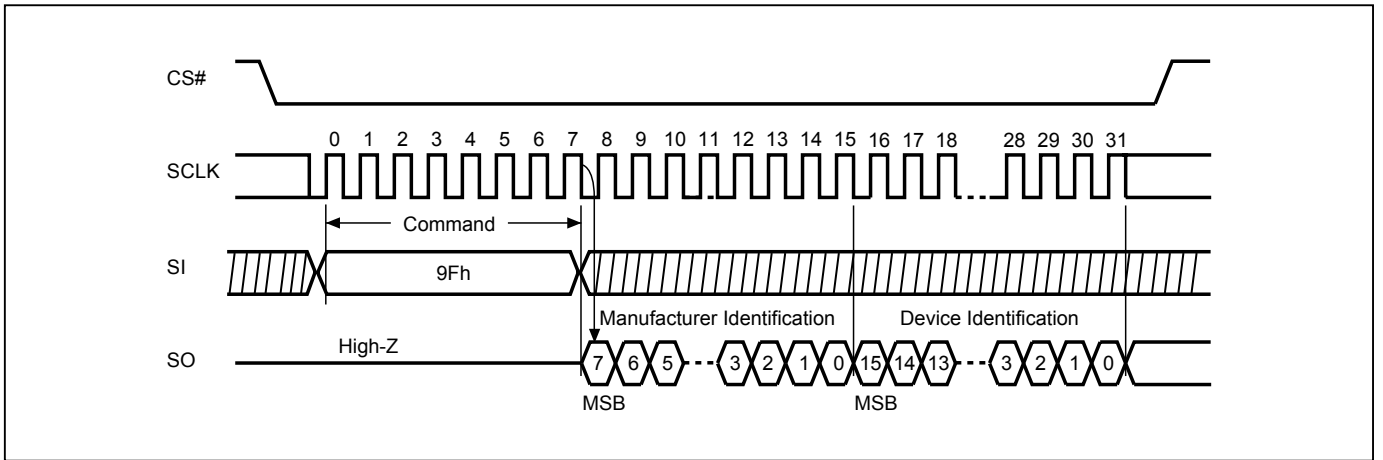 CS#
0 1 2 3 4 5 6 7 8 9 10 11 12 13 14 15 16 17 18 28 29 30 31
SCLK
Command
SI
9Fh
Manufacturer Identification Device Identification
High-Z
SO
7 6 5 3 2 1 0 15 14 13 3 2 1 0
MSB MSB